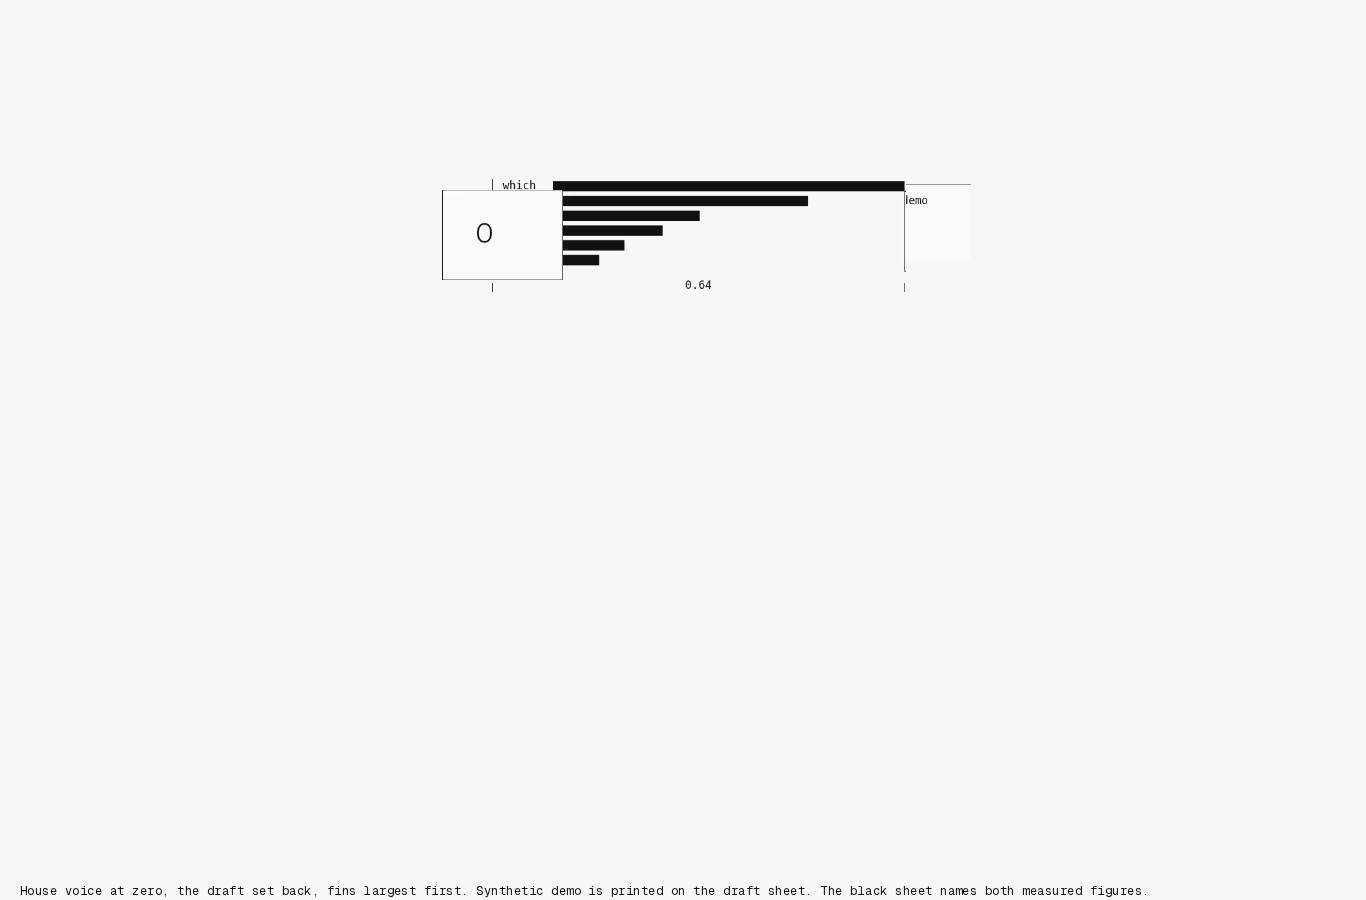 which
0
0.64
House voice at zero, the draft set back, fins largest first. Synthetic demo is printed on the draft sheet. The black sheet names both measured figures.